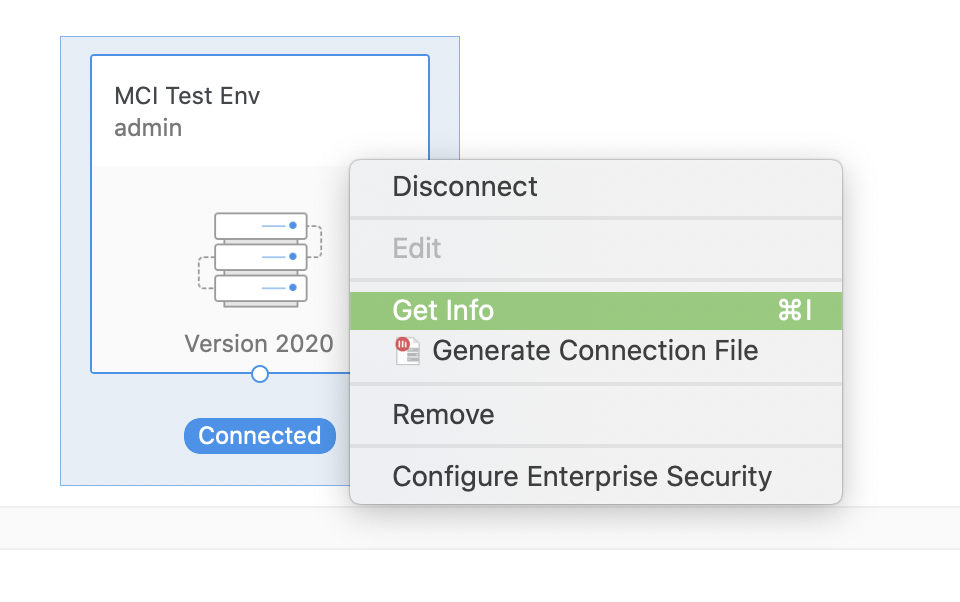 MCI Test Env
admin
Version 2020
Connected
Disconnect
Edit
Get Info ⌘I
Generate Connection File
Remove
Configure Enterprise Security